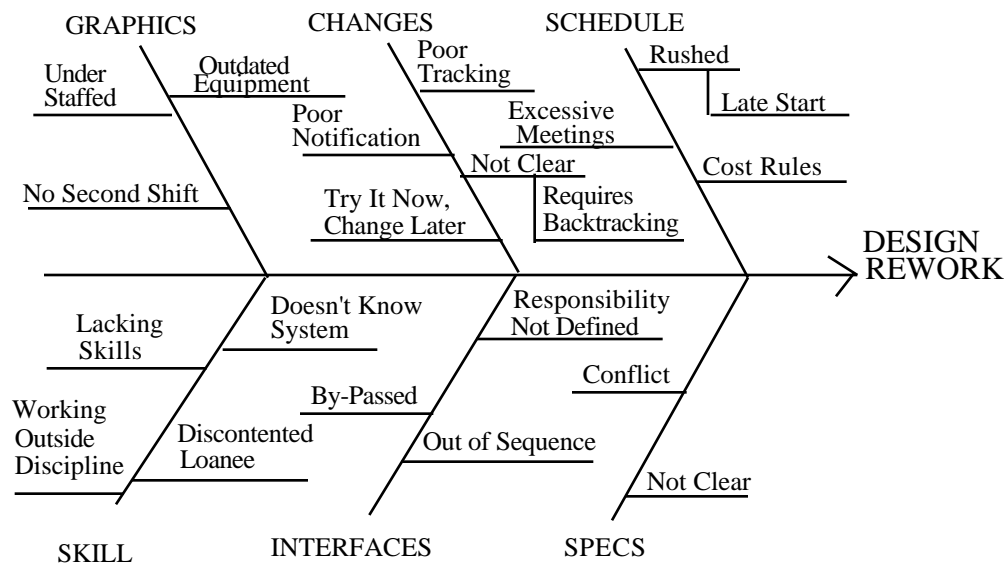 GRAPHICS
CHANGES
SCHEDULE
Under
Staffed
Outdated
Equipment
No Second Shift
Poor
Tracking
Poor
Notification
Not Clear
Requires
Backtracking
Try It Now,
Change Later
Rushed
Late Start
Excessive
Meetings
Cost Rules
DESIGN
REWORK
Doesn't Know
System
Lacking
Skills
Working
Outside
Discipline
Discontented
Loanee
Responsibility
Not Defined
By-Passed
Out of Sequence
Conflict
Not Clear
SKILL
INTERFACES
SPECS